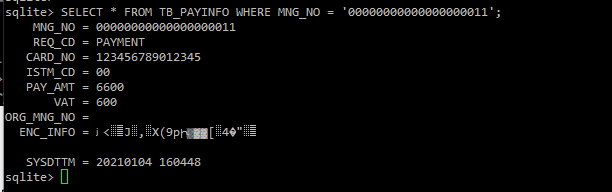 sqlite>
sqlite> SELECT * FROM TB_PAYINFO WHERE MNG_NO = '00000000000000000011';
MNG_NO = 00000000000000000011
REQ_CD = PAYMENT
CARD_NO = 123456789012345
ISTM_CD = 00
PAY_AMT = 6600
VAT = 600
ORG_MNG_NO =
ENC_INFO =
SYSDTTM = 20210104 160448
sqlite>